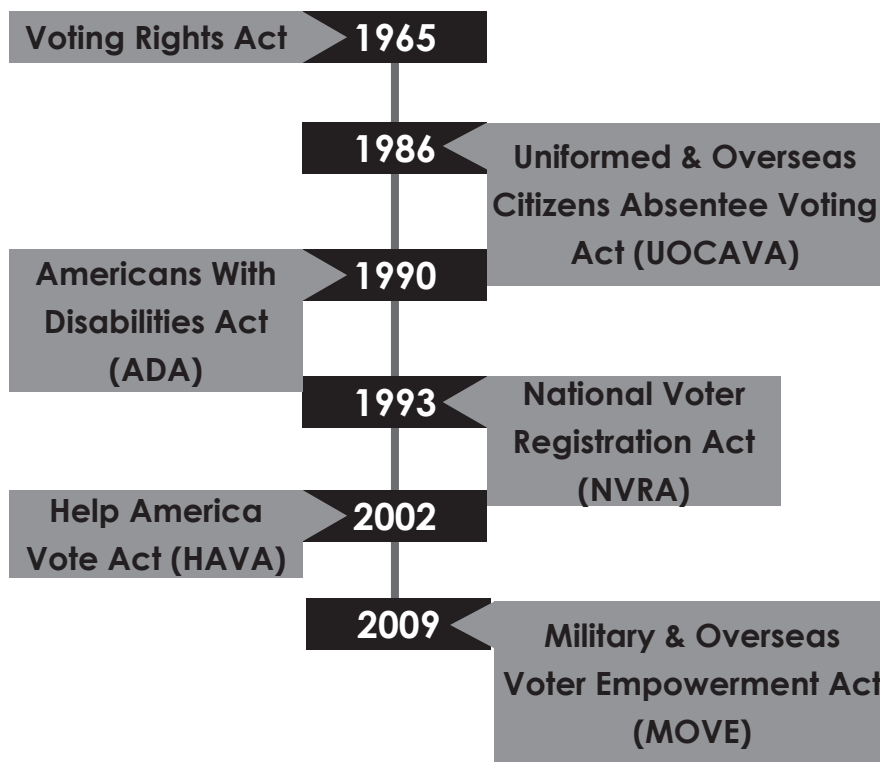 Voting Rights Act
1965
1986
Uniformed & Overseas
Citizens Absentee Voting
Act (UOCAVA)
Americans With
Disabilities Act
(ADA)
1990
1993
National Voter
Registration Act
(NVRA)
Help America
Vote Act (HAVA)
2002
2009
Military & Overseas
Voter Empowerment Act
(MOVE)